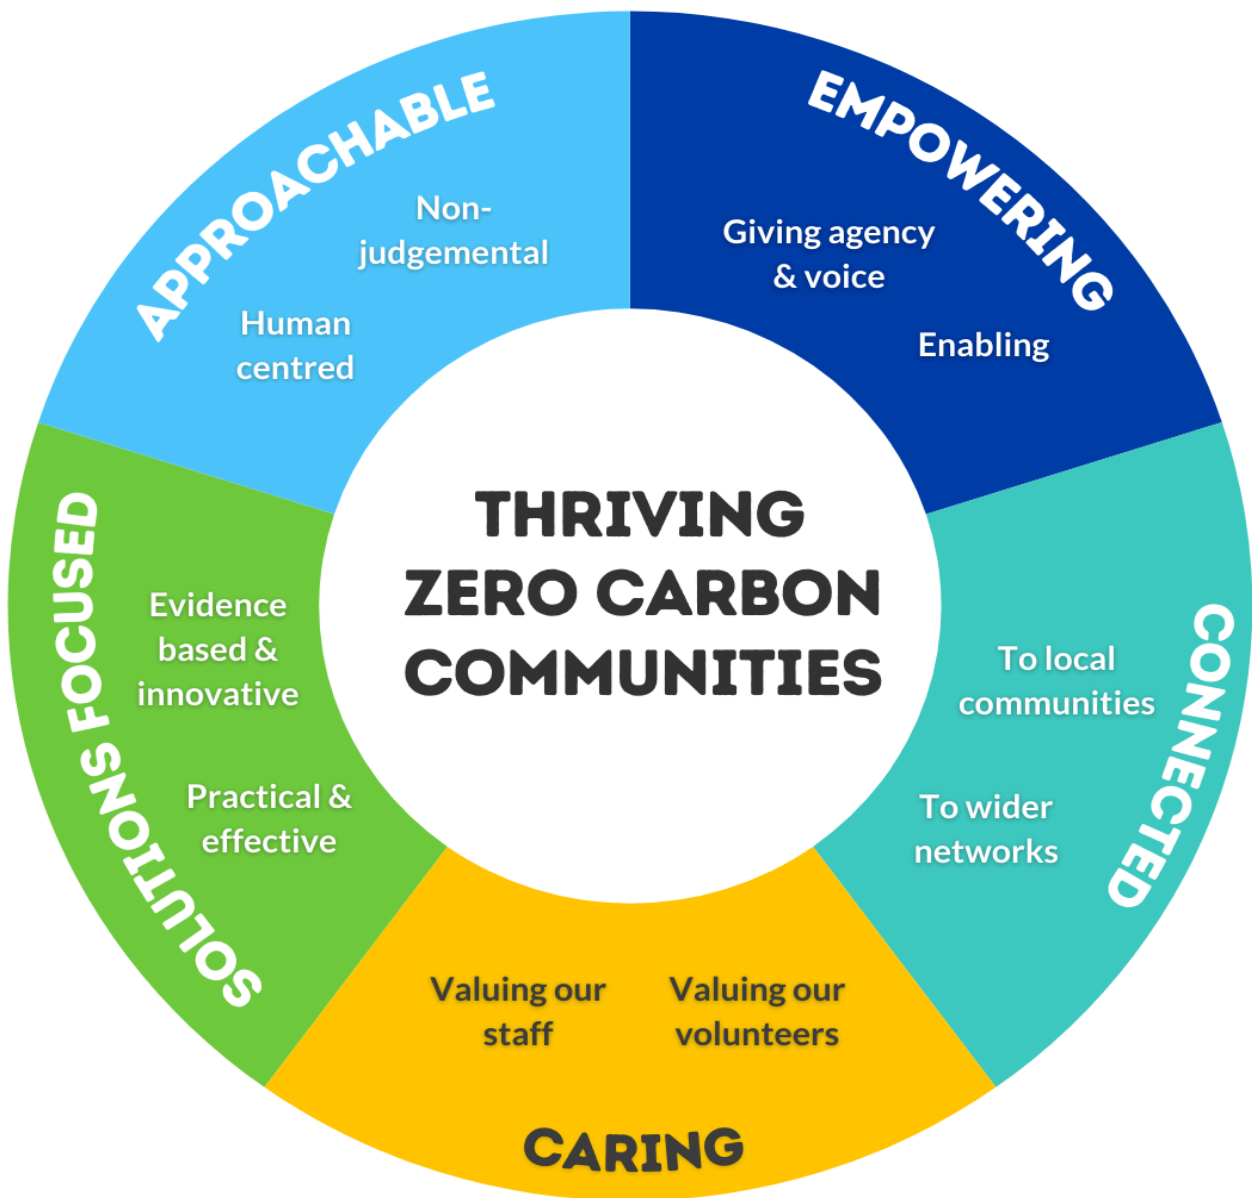 APPROACHABLE
Non-
judgemental
Human
centred
EMPOWERING
Giving agency
& voice
Enabling
CONNECTED
To local
communities
To wider
networks
CARING
Valuing our
staff
Valuing our
volunteers
SOLUTIONS FOCUSED
Evidence
based &
innovative
Practical &
effective
THRIVING
ZERO CARBON
COMMUNITIES